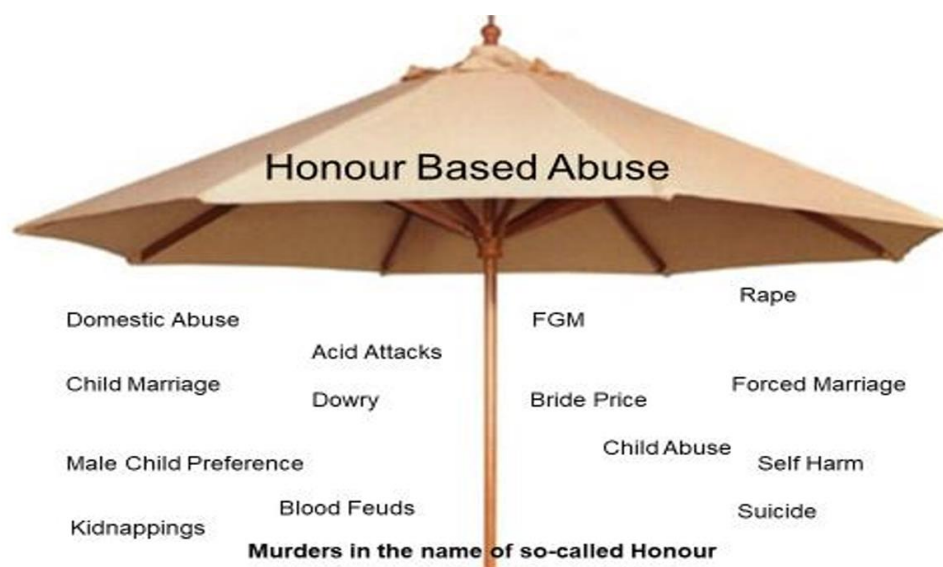 Honour Based Abuse
Rape
Domestic Abuse
FGM
Acid Attacks
Child Marriage
Forced Marriage
Dowry
Bride Price
Child Abuse
Male Child Preference
Self Harm
Blood Feuds
Suicide
Kidnappings
Murders in the name of so-called Honour